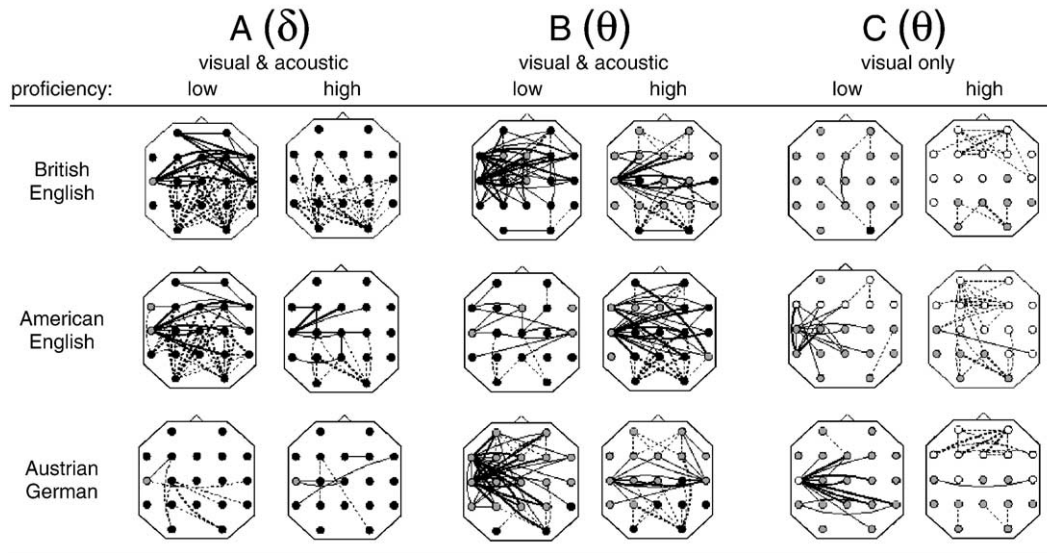 A (δ) B (θ) C (θ)
visual & acoustic visual & acoustic visual only
proficiency: low high low high low high
British
English
American
English
Austrian
German